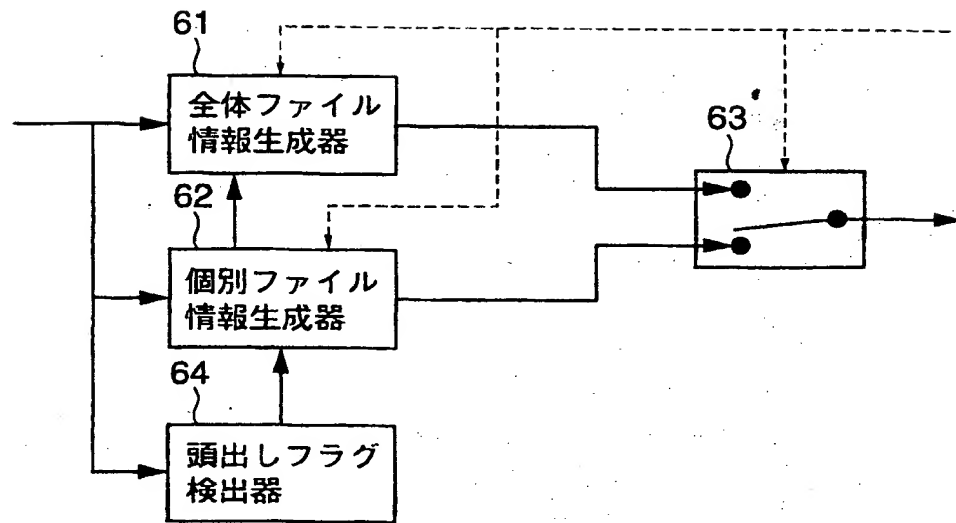 61
全体ファイル
情報生成器
63
62
個別ファイル
情報生成器
64
頭出しフラグ
検出器